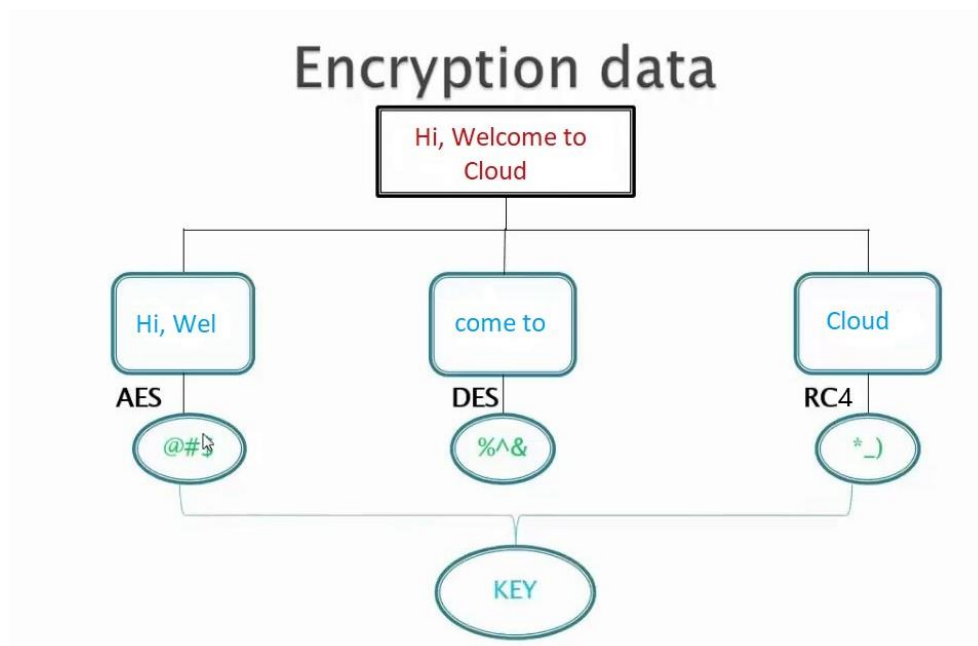 Encryption data
Hi, Welcome to
Cloud
Hi, Wel
come to
Cloud
AES
DES
RC4
@#$
%^&
*_)
KEY